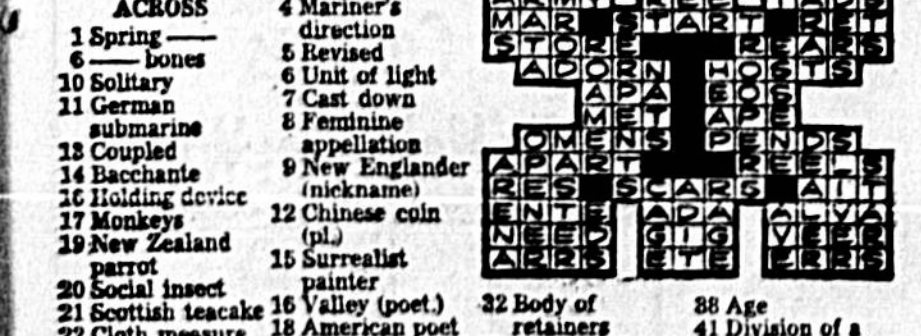 ACROSS
1 Spring ——
6 —— bones
10 Solitary
11 German
submarine
13 Coupled
14 Bacchante
16 Holding device
17 Monkeys
19 New Zealand
parrot
20 Social insect
21 Scottish teacake
22 Cloth measure
4 Mariner's
direction
5 Revised
6 Unit of light
7 Cast down
8 Feminine
appellation
9 New Englander
(nickname)
12 Chinese coin
(pl.)
15 Surrealist
painter
16 Valley (poet.)
18 American poet
MAR START RET
STORE REARS
ADORN HOSTS
APA EOS
MET APE
OMENS PENDS
APART REELS
RES SCARS AIT
ENTE ADA ALVA
NEED GIG VEER
ARRS ETE ERRS
32 Body of
retainers
38 Age
41 Division of a